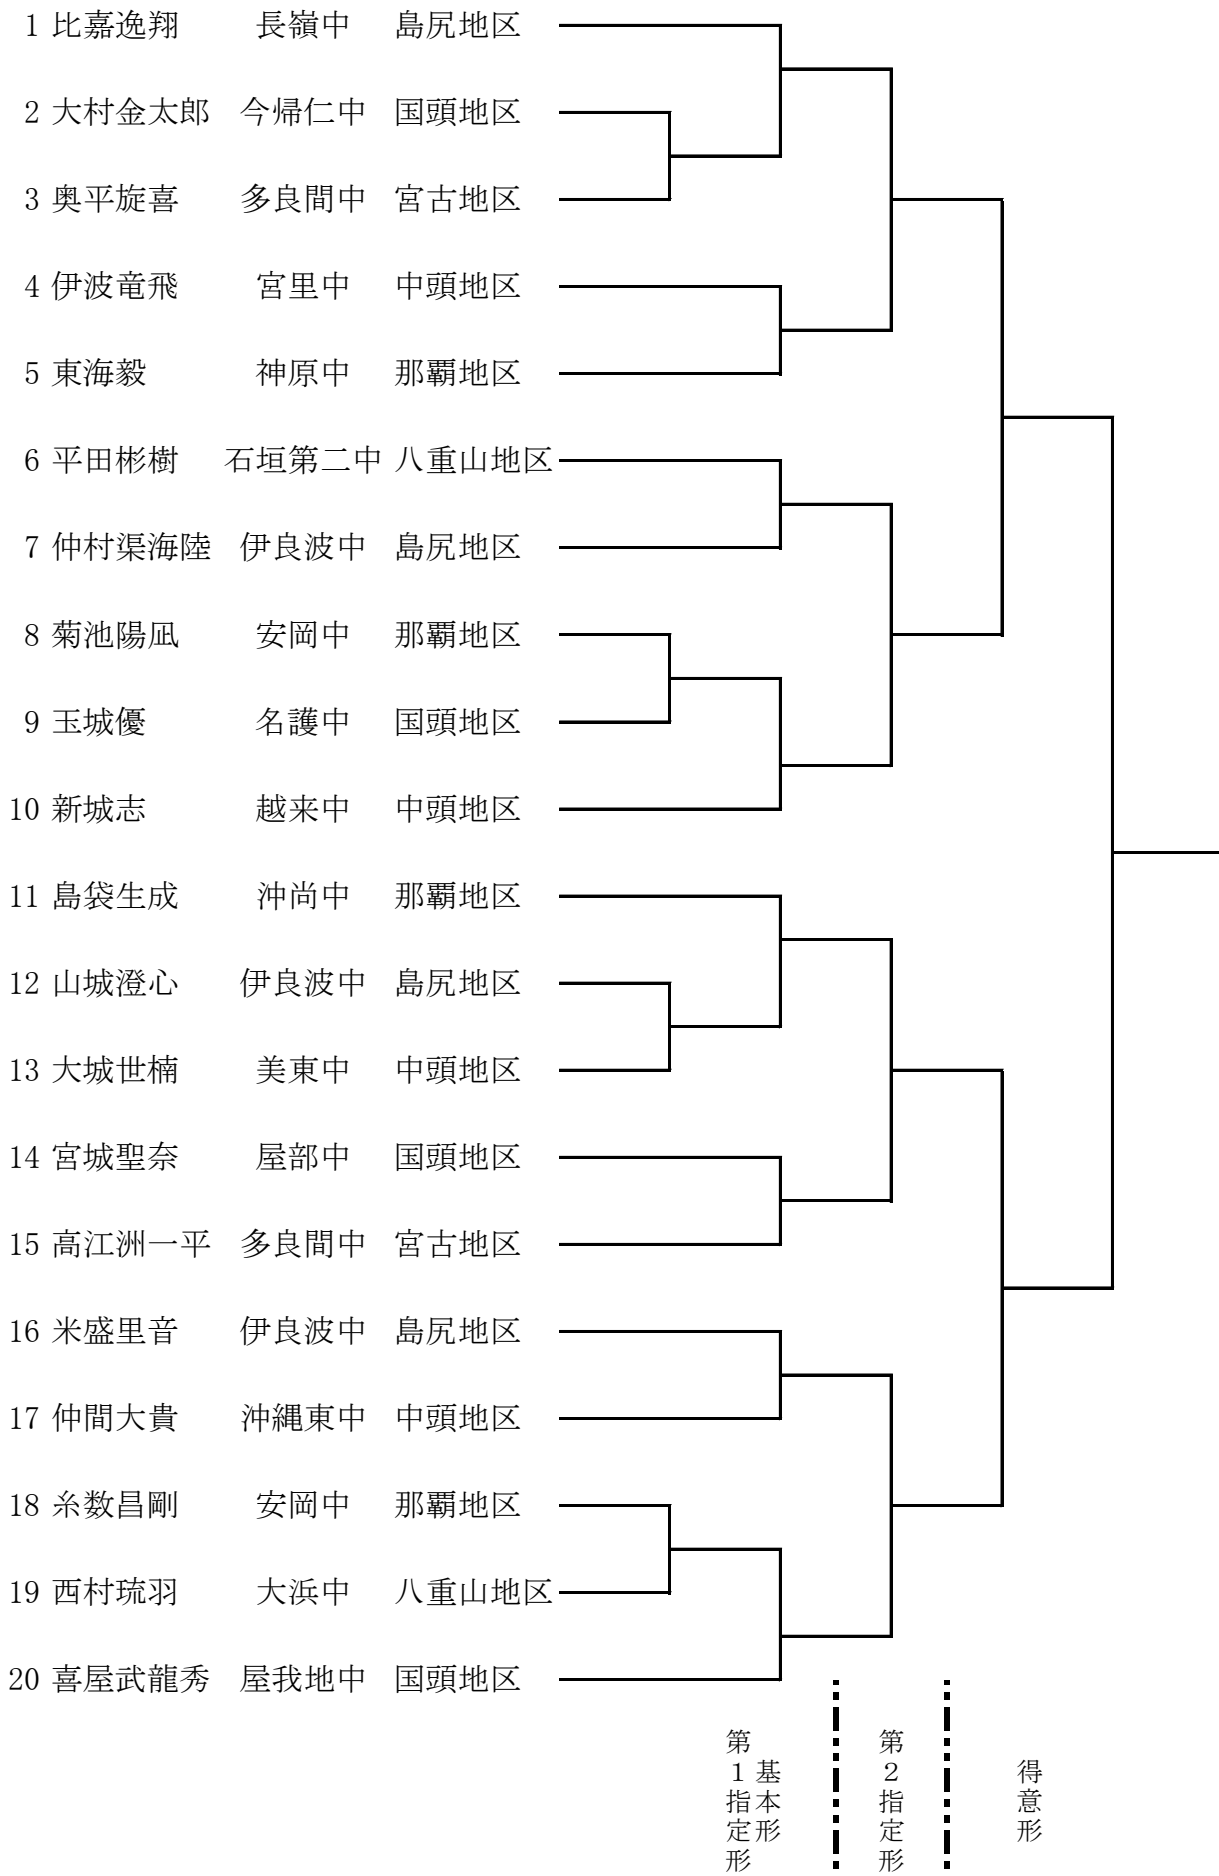 1 比嘉逸翔 長嶺中 島尻地区
2 大村金太郎 今帰仁中 国頭地区
3 奥平旋喜 多良間中 宮古地区
4 伊波竜飛 宮里中 中頭地区
5 東海毅 神原中 那覇地区
6 平田彬樹 石垣第二中 八重山地区
7 仲村渠海陸 伊良波中 島尻地区
8 菊池陽凪 安岡中 那覇地区
9 玉城優 名護中 国頭地区
10 新城志 越来中 中頭地区
11 島袋生成 沖尚中 那覇地区
12 山城澄心 伊良波中 島尻地区
13 大城世楠 美東中 中頭地区
14 宮城聖奈 屋部中 国頭地区
15 高江洲一平 多良間中 宮古地区
16 米盛里音 伊良波中 島尻地区
17 仲間大貴 沖縄東中 中頭地区
18 糸数昌剛 安岡中 那覇地区
19 西村琉羽 大浜中 八重山地区
20 喜屋武龍秀 屋我地中 国頭地区
基本形
第1指定形
第2指定形
得意形